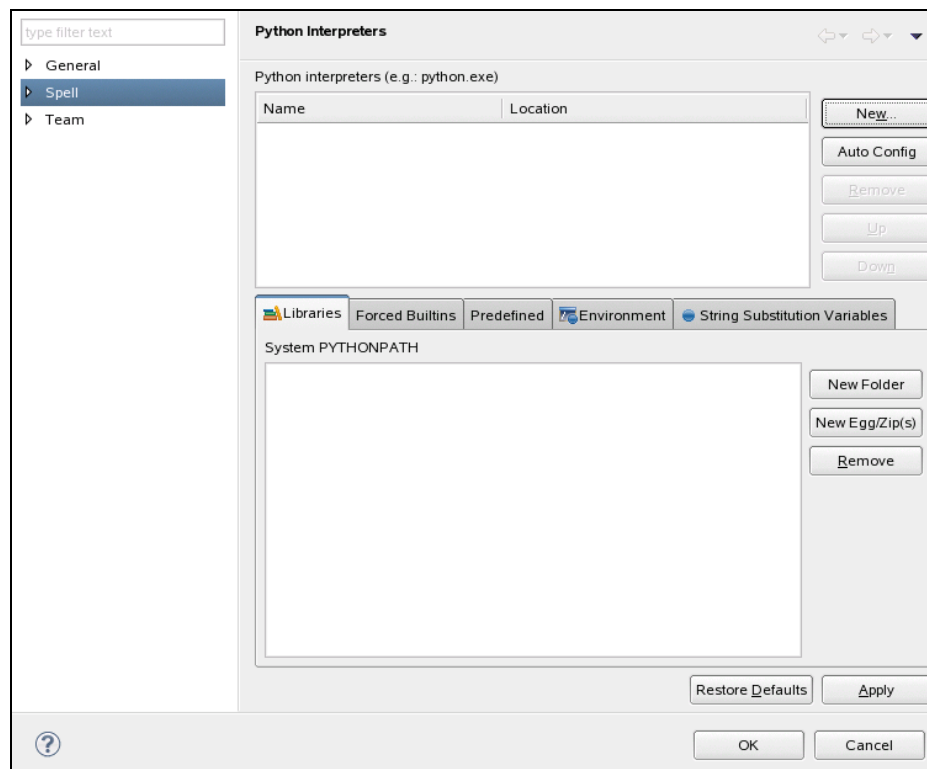 type filter text
General
Spell
Team
Python Interpreters
Python interpreters (e.g.: python.exe)
Name Location
New...
Auto Config
Remove
Up
Down
Libraries Forced Builtins Predefined Environment String Substitution Variables
System PYTHONPATH
New Folder
New Egg/Zip(s)
Remove
Restore Defaults Apply
OK Cancel